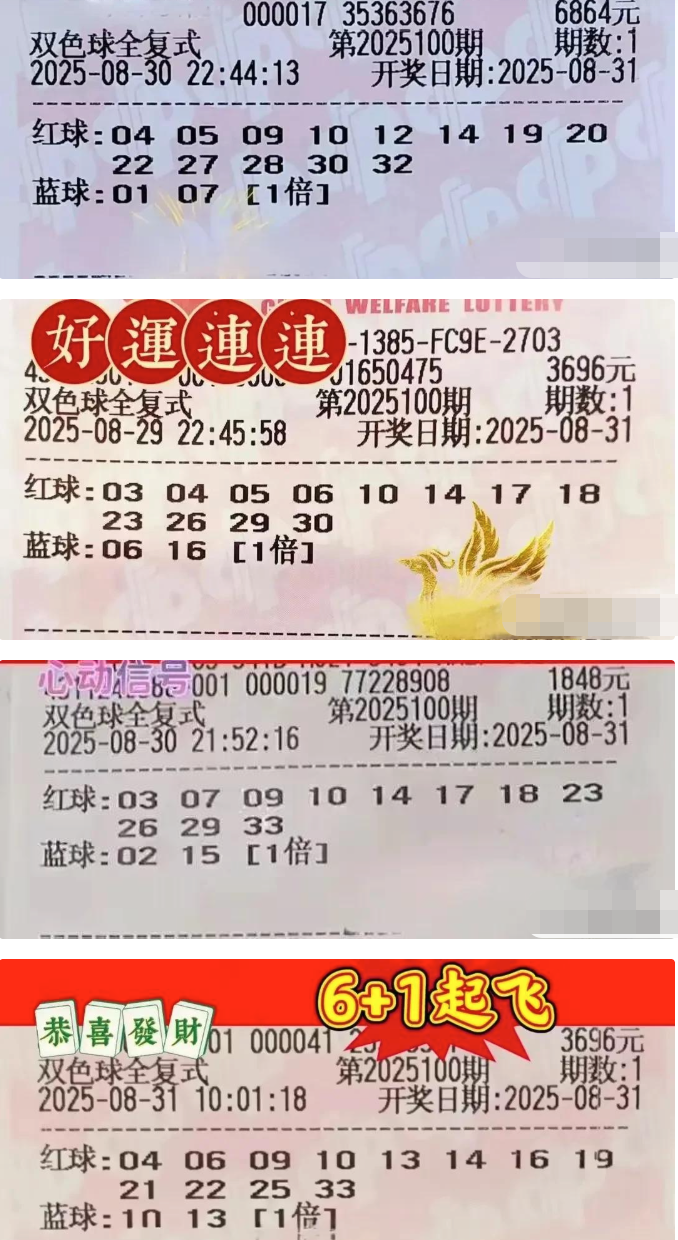 000017 35363676 6864元
双色球全复式 第2025100期 期数:1
2025-08-30 22:44:13 开奖日期:2025-08-31
红球:04 05 09 10 12 14 19 20
22 27 28 30 32
蓝球:01 07 [1倍]
WELFARE LOTTERY
好運連連
-1385-FC9E-2703
01650475 3696元
双色球全复式 第2025100期 期数:1
2025-08-29 22:45:58 开奖日期:2025-08-31
红球:03 04 05 06 10 14 17 18
23 26 29 30
蓝球:06 16 [1倍]
心动信号
001 000019 77228908 1848元
双色球全复式 第2025100期 期数:1
2025-08-30 21:52:16 开奖日期:2025-08-31
红球:03 07 09 10 14 17 18 23
26 29 33
蓝球:02 15 [1倍]
6+1起飞
恭喜發財
01 000041 3696元
双色球全复式 第2025100期 期数:1
2025-08-31 10:01:18 开奖日期:2025-08-31
红球:04 06 09 10 13 14 16 19
21 22 25 33
蓝球:10 13 [1倍]